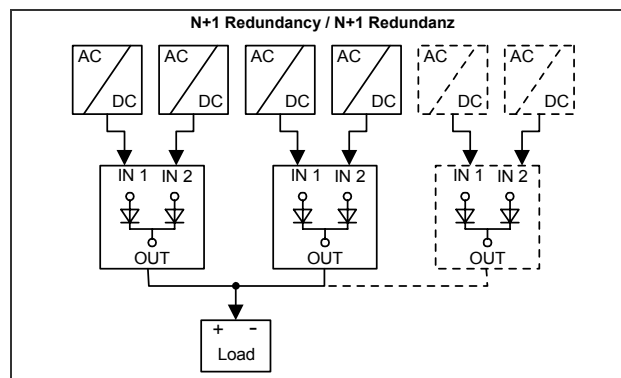 N+1 Redundancy / N+1 Redundanz
AC AC AC AC AC AC
DC DC DC DC DC DC
IN 1 IN 2 IN 1 IN 2 IN 1 IN 2
OUT OUT OUT
+ -
Load